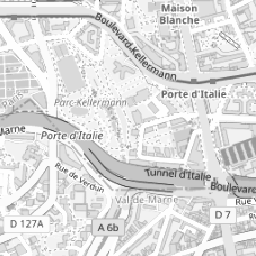 Maison
Blanche
Boulevard Kellermann
Porte d'Italie
Parc Kellermann
Paris
Marne
Porte d'Italie
Rue de Verdun
Tunnel d'Italie
Boulevard
Val-de-Marne
Rue
D 127A
A 6b
D 7